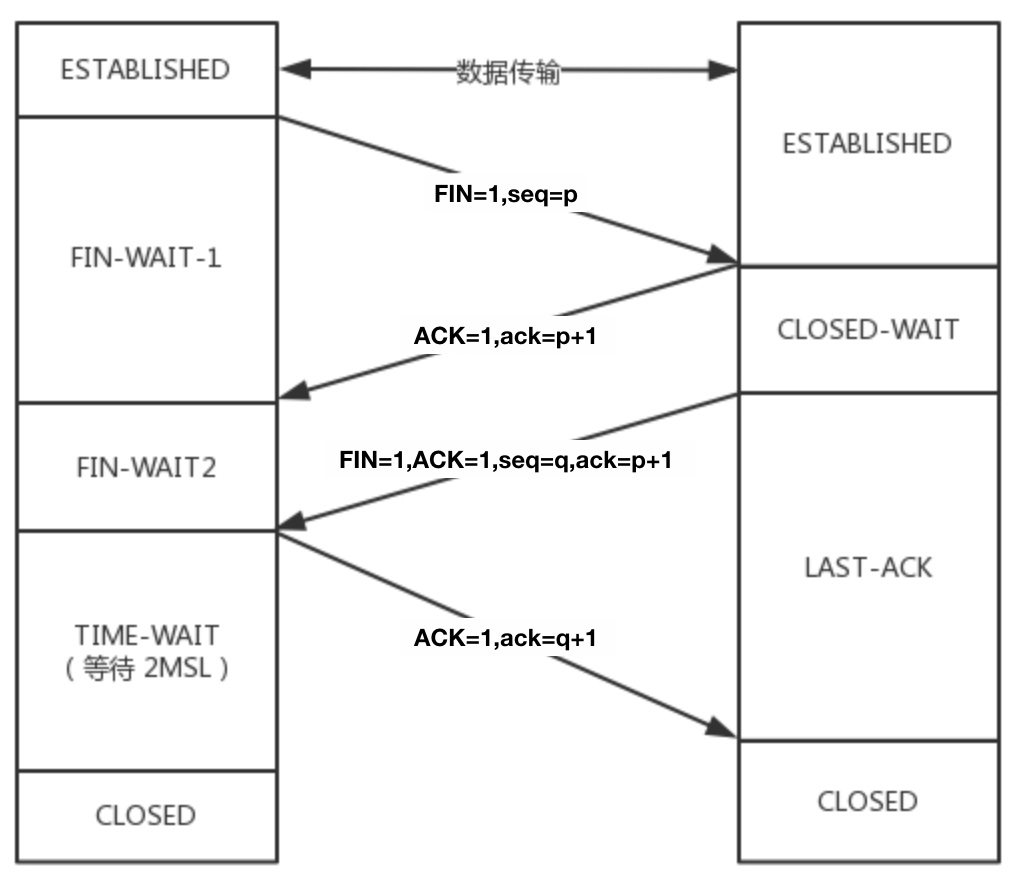 ESTABLISHED
数据传输
ESTABLISHED
FIN=1,seq=p
FIN-WAIT-1
CLOSED-WAIT
ACK=1,ack=p+1
FIN-WAIT2
FIN=1,ACK=1,seq=q,ack=p+1
LAST-ACK
TIME-WAIT
（等待 2MSL）
ACK=1,ack=q+1
CLOSED
CLOSED